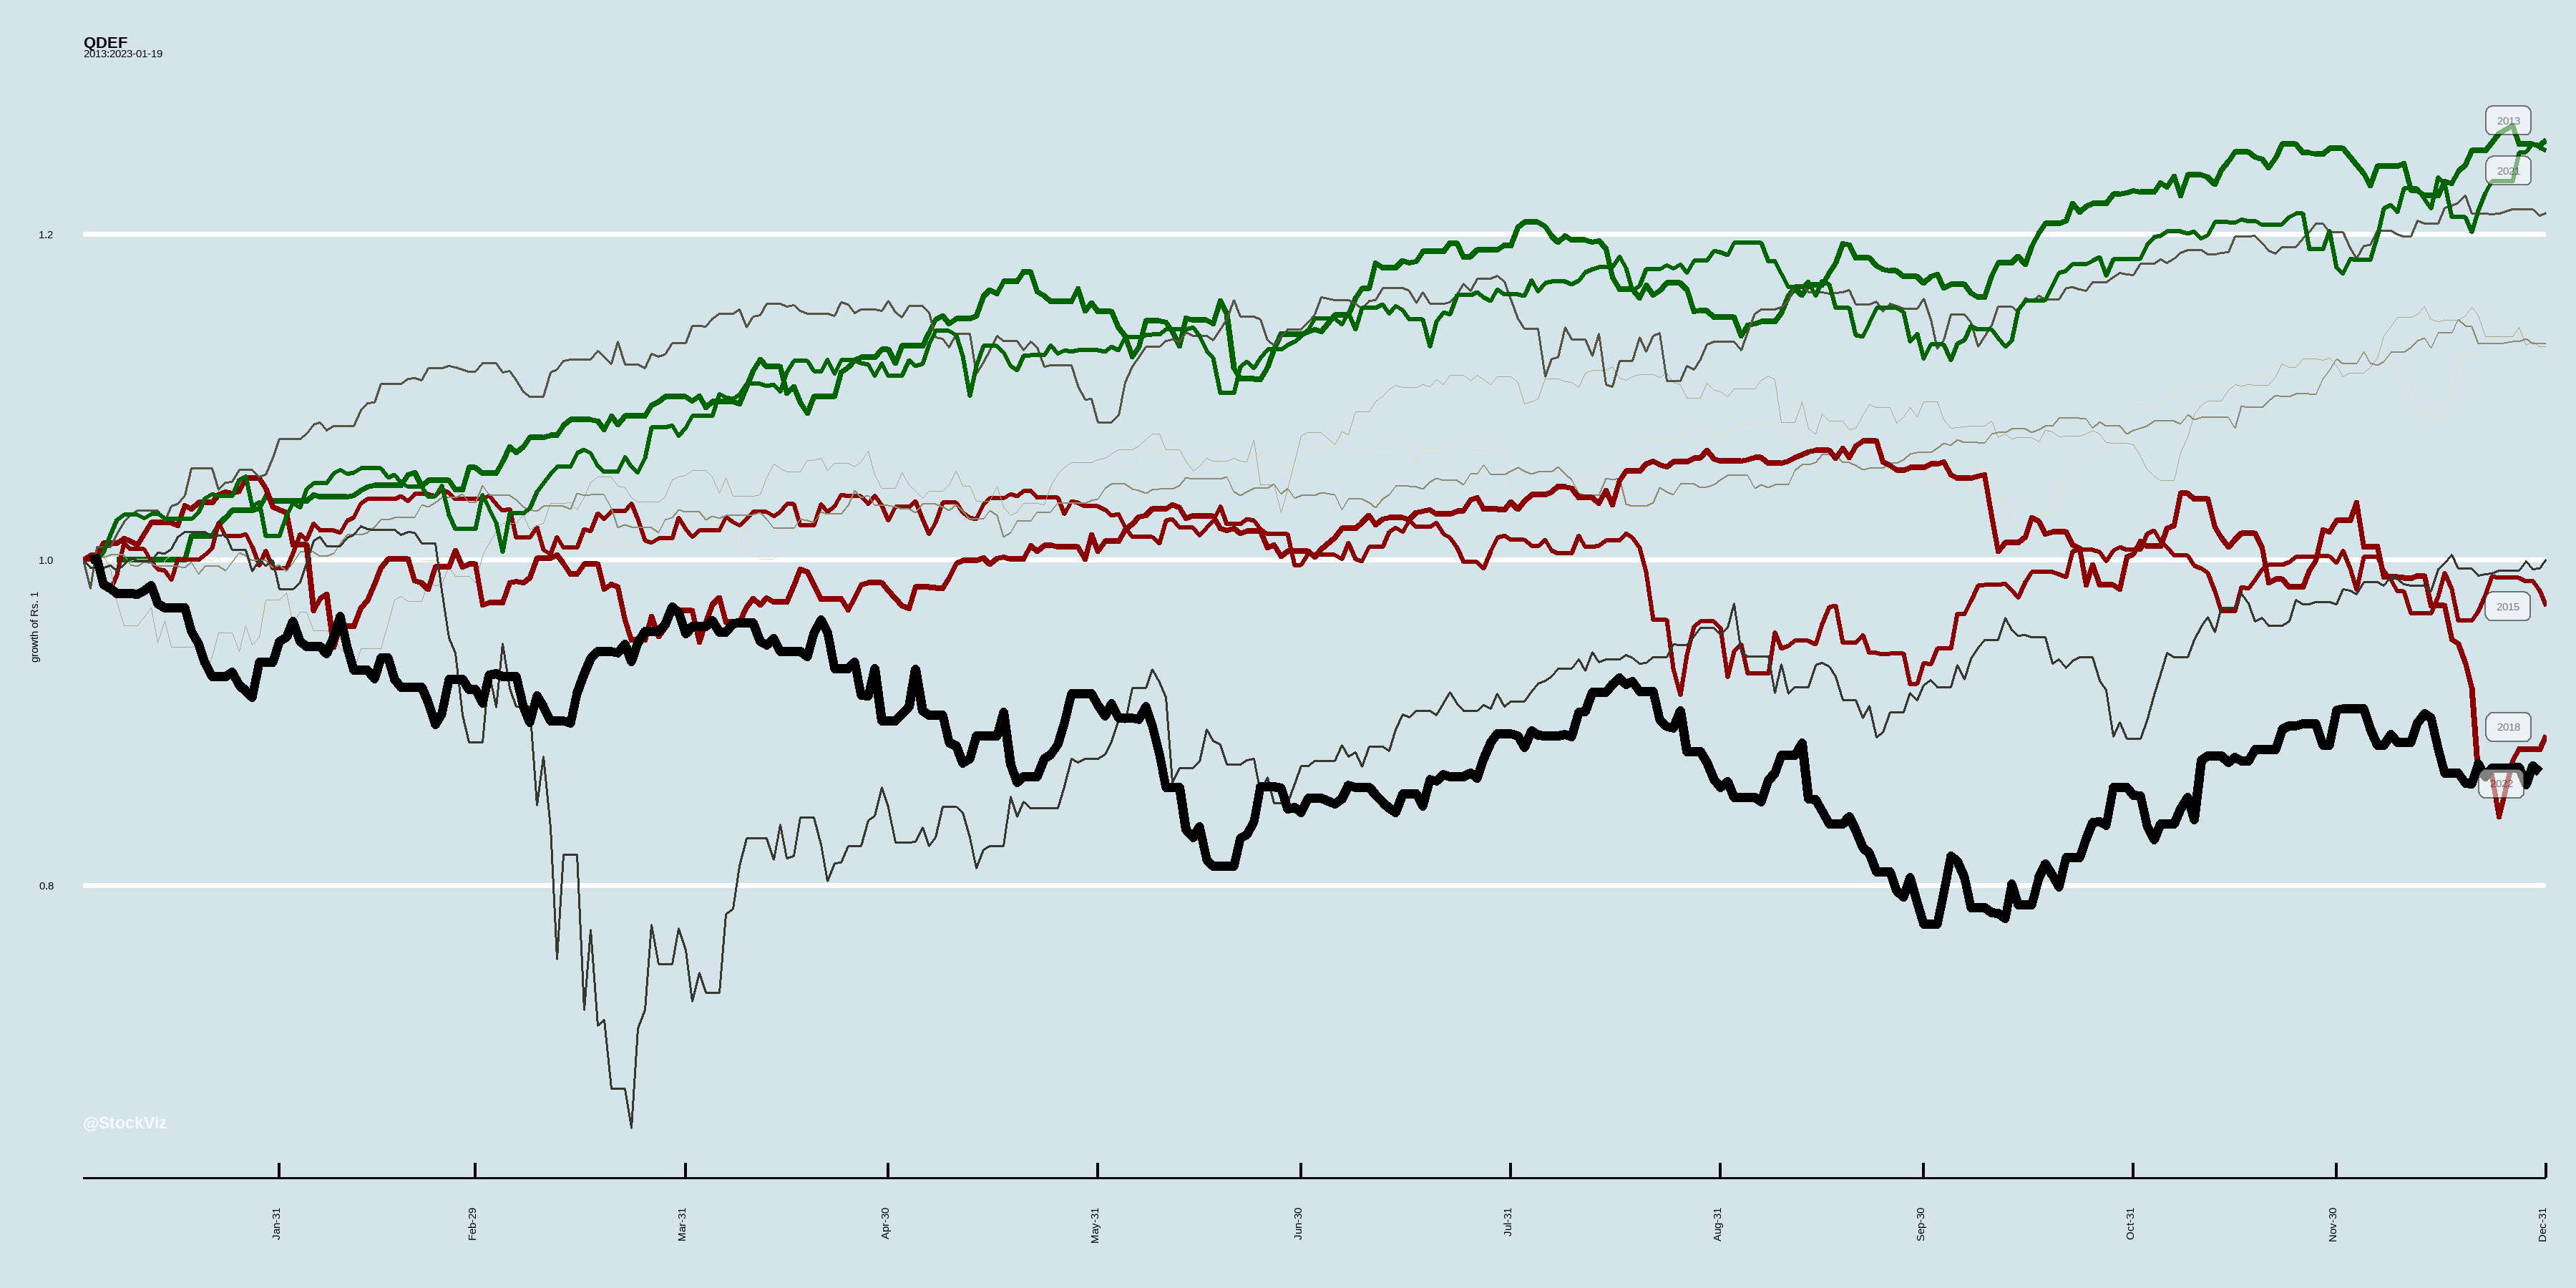 QDEF
2013:2023-01-19
2013
2021
1.2
1.0
growth of Rs. 1
2015
2018
2022
0.8
@StockViz
Jan-31
Feb-29
Mar-31
Apr-30
May-31
Jun-30
Jul-31
Aug-31
Sep-30
Oct-31
Nov-30
Dec-31